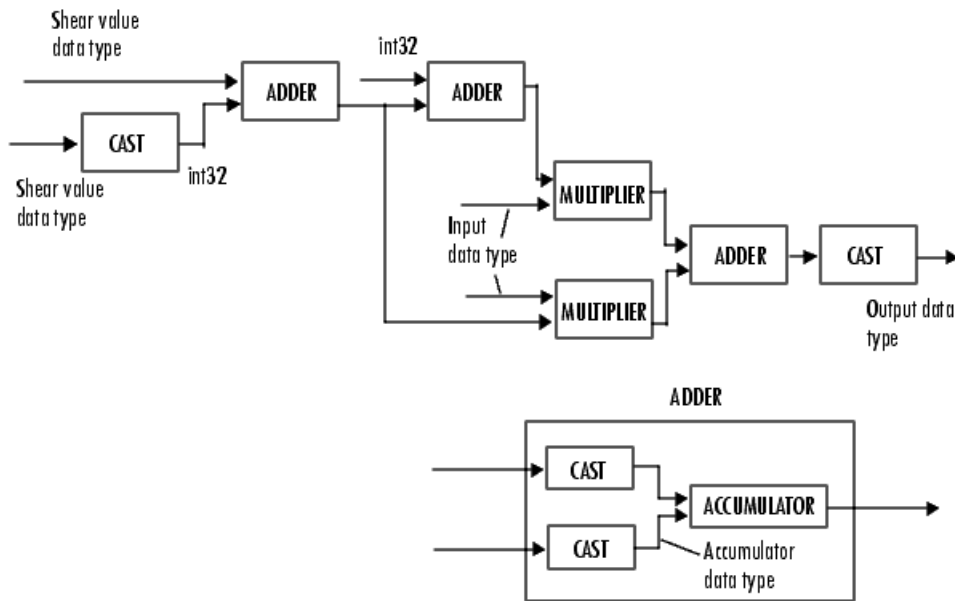 Shear value
data type
int32
ADDER
ADDER
CAST
int32
Shear value
data type
MULTIPLIER
Input
data type
ADDER
CAST
MULTIPLIER
Output data
type
ADDER
CAST
ACCUMULATOR
CAST
Accumulator
data type